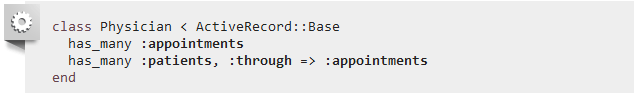 class Physician < ActiveRecord::Base
  has_many :appointments
  has_many :patients, :through => :appointments
end